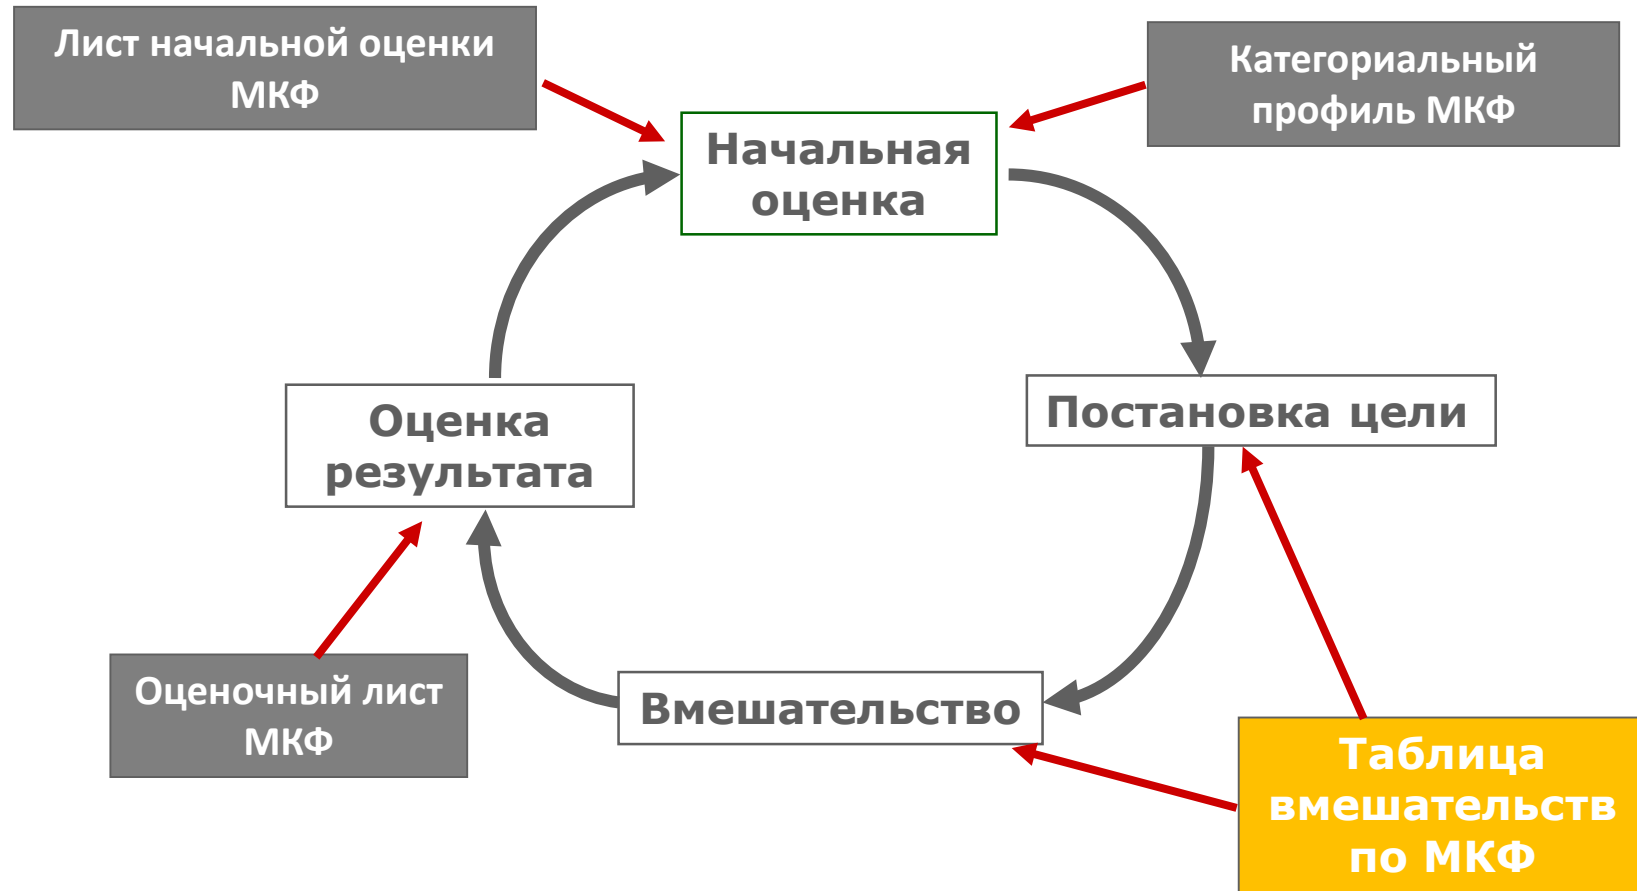 Лист начальной оценки
МКФ
Категориальный
профиль МКФ
Начальная
оценка
Постановка цели
Оценка
результата
Вмешательство
Оценочный лист
МКФ
Таблица
вмешательств
по МКФ